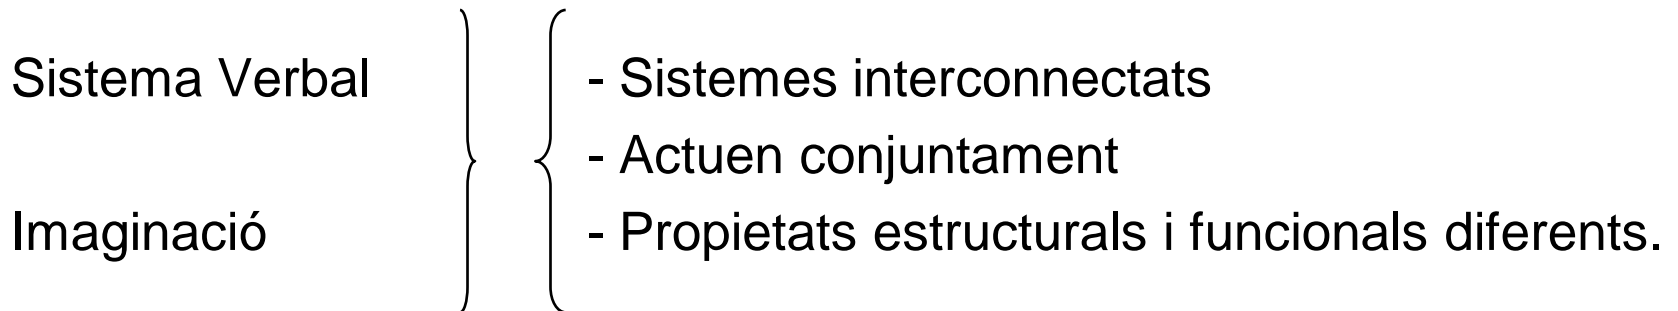 Sistema Verbal - Sistemes interconnectats
- Actuen conjuntament
Imaginació - Propietats estructurals i funcionals diferents.